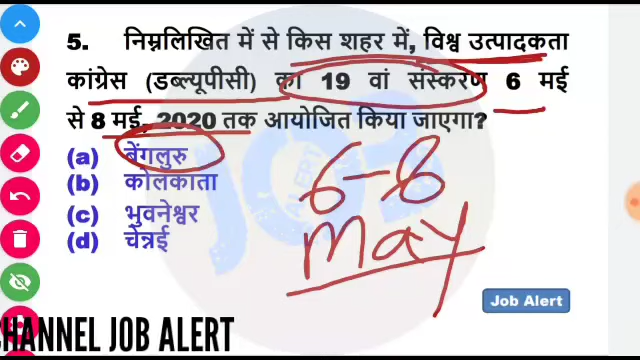 5. निम्नलिखित में से किस शहर में, विश्व उत्पादकता
कांग्रेस (डब्ल्यूपीसी) का 19 वां संस्करण 6 मई
से 8 मई, 2020 तक आयोजित किया जाएगा?
(a) बेंगलुरु
(b) कोलकाता
(c) भुवनेश्वर
(d) चेन्नई
6-8
May
Job Alert
CHANNEL JOB ALERT